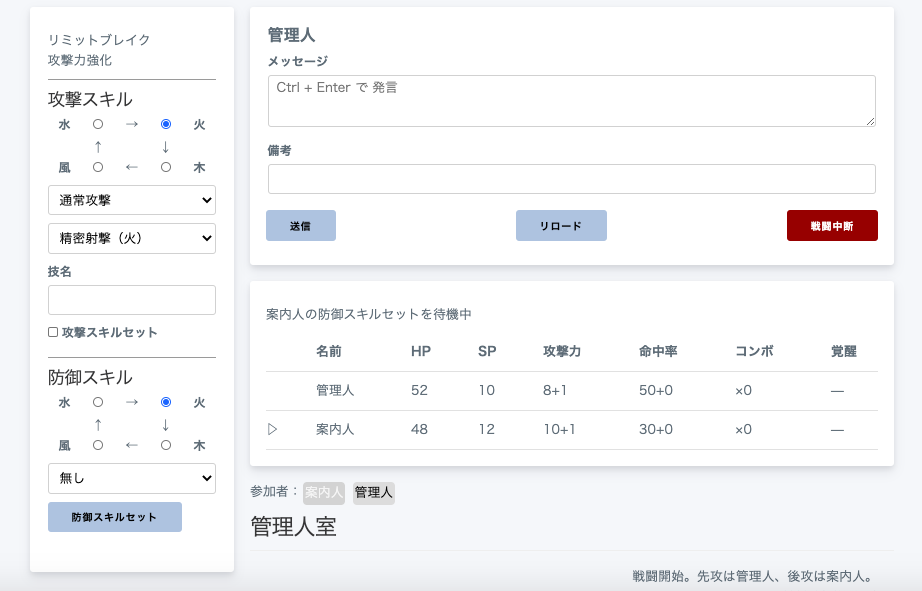 リミットブレイク
攻撃力強化
攻撃スキル
水 → 火
↑ ↓
風 ← 木
通常攻撃
精密射撃（火）
技名
攻撃スキルセット
防御スキル
水 → 火
↑ ↓
風 ← 木
無し
防御スキルセット
管理人
メッセージ
Ctrl + Enter で 発言
備考
送信 リロード 戦闘中断
案内人の防御スキルセットを待機中
名前 HP SP 攻撃力 命中率 コンボ 覚醒
管理人 52 10 8+1 50+0 ×0 —
▷ 案内人 48 12 10+1 30+0 ×0 —
参加者： 案内人 管理人
管理人室
戦闘開始。先攻は管理人、後攻は案内人。